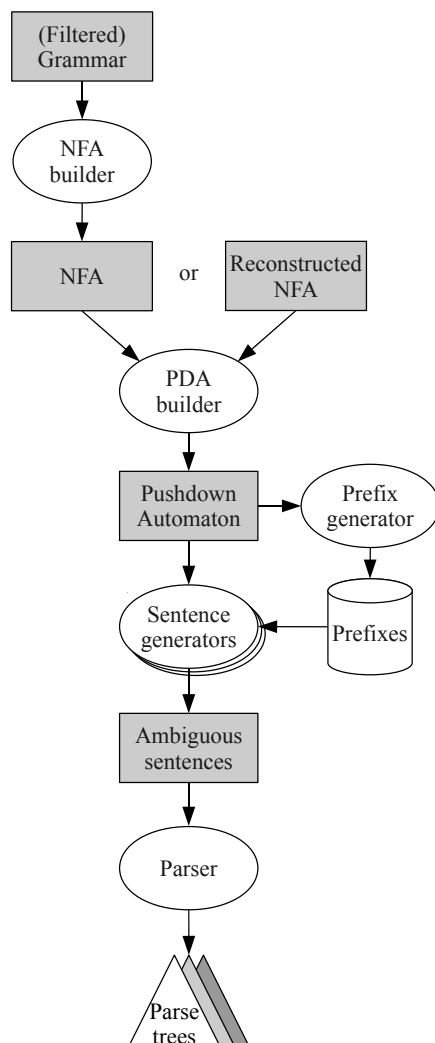 (Filtered)
Grammar
NFA
builder
NFA
or
Reconstructed
NFA
PDA
builder
Pushdown
Automaton
Prefix
generator
Sentence
generators
Prefixes
Ambiguous
sentences
Parser
Parse
trees